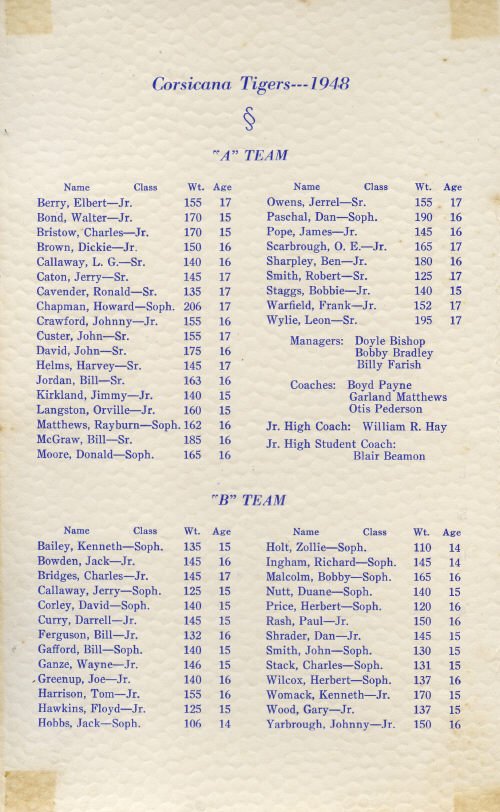 Corsicana Tigers---1948
§
"A" TEAM
Name Class Wt. Age
Berry, Elbert—Jr. 155 17
Bond, Walter—Jr. 170 15
Bristow, Charles—Jr. 170 15
Brown, Dickie—Jr. 150 16
Callaway, L. G.—Sr. 140 16
Caton, Jerry—Sr. 145 17
Cavender, Ronald—Sr. 135 17
Chapman, Howard—Soph. 206 17
Crawford, Johnny—Jr. 155 16
Custer, John—Sr. 155 17
David, John—Sr. 175 16
Helms, Harvey—Sr. 145 17
Jordan, Bill—Sr. 163 16
Kirkland, Jimmy—Jr. 140 15
Langston, Orville—Jr. 160 15
Matthews, Rayburn—Soph. 162 16
McGraw, Bill—Sr. 185 16
Moore, Donald—Soph. 165 16
Name Class Wt. Age
Owens, Jerrel—Sr. 155 17
Paschal, Dan—Soph. 190 16
Pope, James—Jr. 145 16
Scarbrough, O. E.—Jr. 165 17
Sharpley, Ben—Jr. 180 16
Smith, Robert—Sr. 125 17
Staggs, Bobbie—Jr. 140 15
Warfield, Frank—Jr. 152 17
Wylie, Leon—Sr. 195 17
Managers: Doyle Bishop
Bobby Bradley
Billy Farish
Coaches: Boyd Payne
Garland Matthews
Otis Pederson
Jr. High Coach: William R. Hay
Jr. High Student Coach:
Blair Beamon
"B" TEAM
Name Class Wt. Age
Bailey, Kenneth—Soph. 135 15
Bowden, Jack—Jr. 145 16
Bridges, Charles—Jr. 145 17
Callaway, Jerry—Soph. 125 15
Corley, David—Soph. 140 15
Curry, Darrell—Jr. 145 15
Ferguson, Bill—Jr. 132 16
Gafford, Bill—Soph. 140 15
Ganze, Wayne—Jr. 146 15
Greenup, Joe—Jr. 140 16
Harrison, Tom—Jr. 155 16
Hawkins, Floyd—Jr. 125 15
Hobbs, Jack—Soph. 106 14
Name Class Wt. Age
Holt, Zollie—Soph. 110 14
Ingham, Richard—Soph. 145 14
Malcolm, Bobby—Soph. 165 16
Nutt, Duane—Soph. 140 15
Price, Herbert—Soph. 120 16
Rash, Paul—Jr. 150 16
Shrader, Dan—Jr. 145 15
Smith, John—Soph. 130 15
Stack, Charles—Soph. 131 15
Wilcox, Herbert—Soph. 137 16
Womack, Kenneth—Jr. 170 15
Wood, Gary—Jr. 137 15
Yarbrough, Johnny—Jr. 150 16